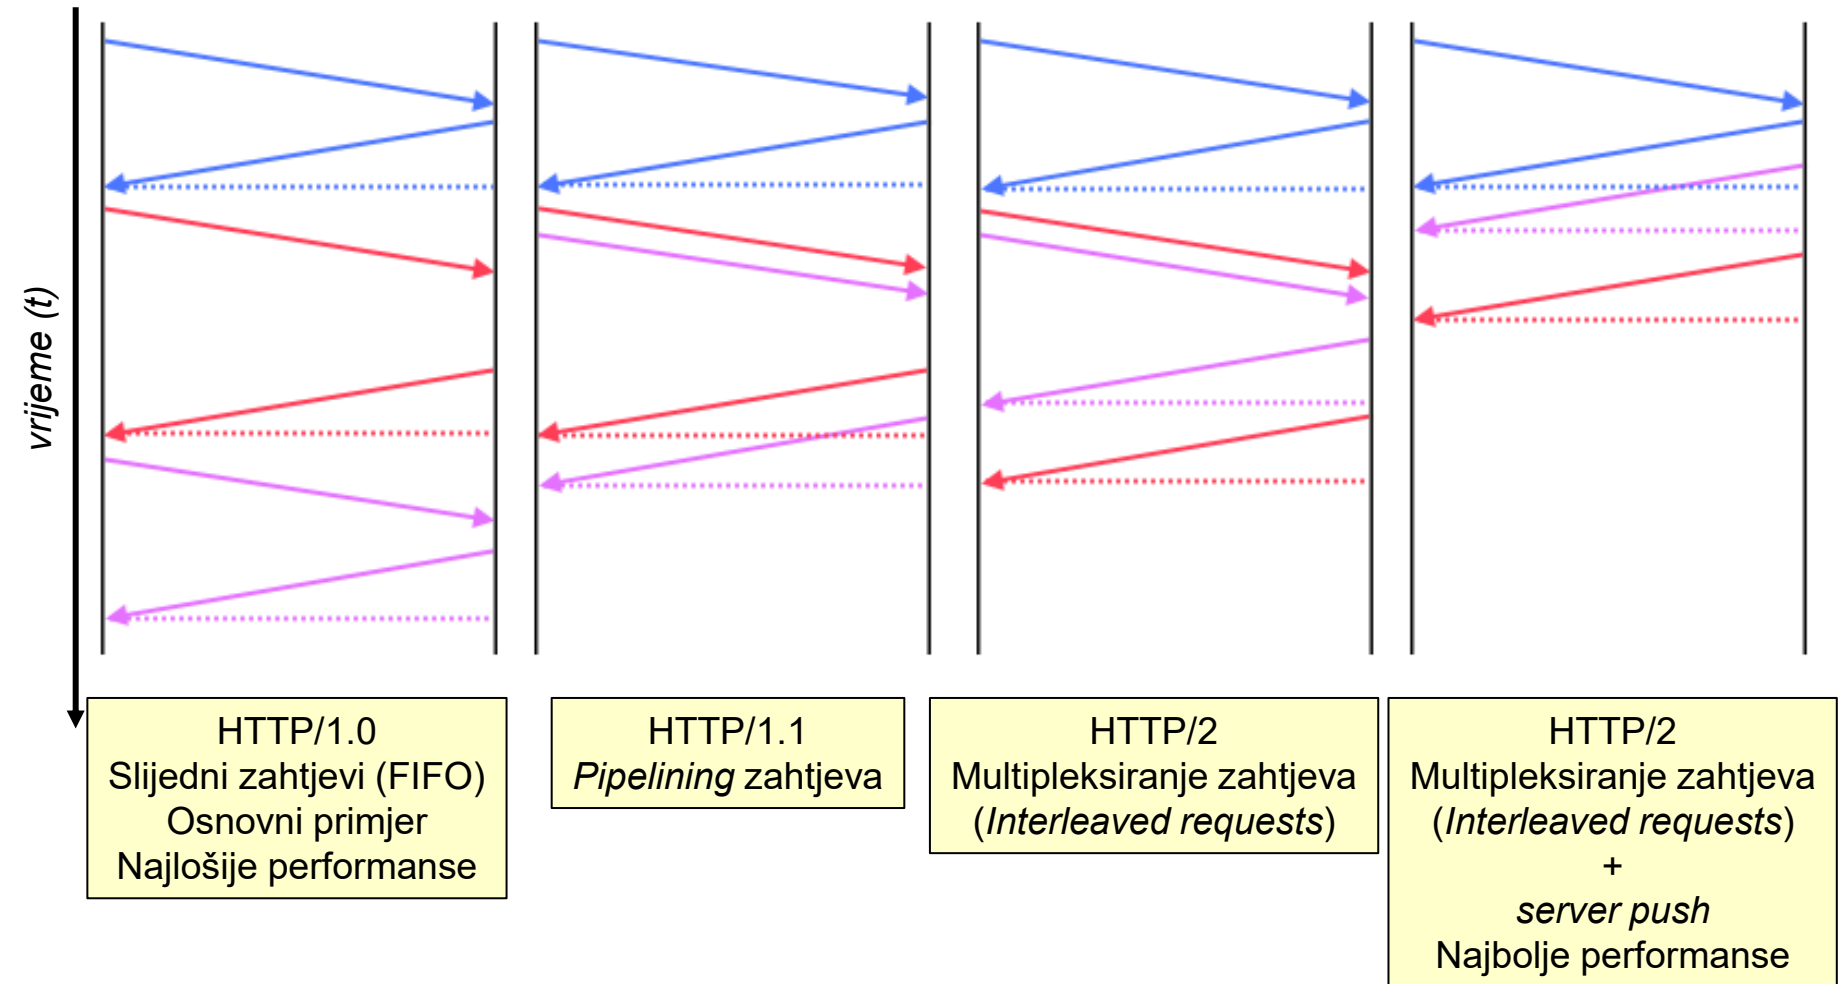 vrijeme (t)
HTTP/1.0
Slijedni zahtjevi (FIFO)
Osnovni primjer
Najlošije performanse
HTTP/1.1
Pipelining zahtjeva
HTTP/2
Multipleksiranje zahtjeva
(Interleaved requests)
HTTP/2
Multipleksiranje zahtjeva
(Interleaved requests)
+
server push
Najbolje performanse